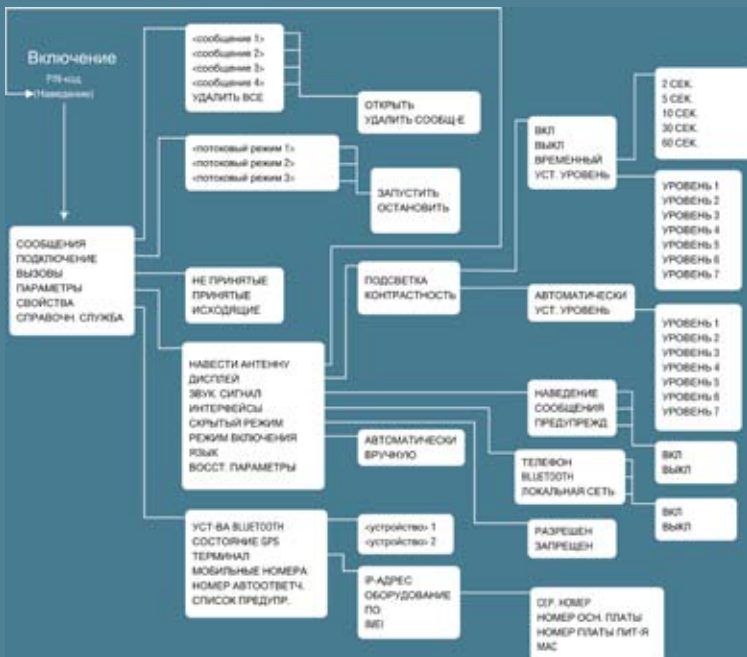 Включение
PIN-код
(Наведение)
СООБЩЕНИЯ
ПОДКЛЮЧЕНИЕ
ВЫЗОВЫ
ПАРАМЕТРЫ
СВОЙСТВА
СПРАВОЧН. СЛУЖБА
<сообщение 1>
<сообщение 2>
<сообщение 3>
<сообщение 4>
УДАЛИТЬ ВСЕ
ОТКРЫТЬ
УДАЛИТЬ СООБЩ-Е
<потоковый режим 1>
<потоковый режим 2>
<потоковый режим 3>
ЗАПУСТИТЬ
ОСТАНОВИТЬ
НЕ ПРИНЯТЫЕ
ПРИНЯТЫЕ
ИСХОДЯЩИЕ
НАВЕСТИ АНТЕННУ
ДИСПЛЕЙ
ЗВУК. СИГНАЛ
ИНТЕРФЕЙСЫ
СКРЫТЫЙ РЕЖИМ
РЕЖИМ ВКЛЮЧЕНИЯ
ЯЗЫК
ВОССТ. ПАРАМЕТРЫ
ПОДСВЕТКА
КОНТРАСТНОСТЬ
ВКЛ
ВЫКЛ
ВРЕМЕННЫЙ
УСТ. УРОВЕНЬ
2 СЕК.
5 СЕК.
10 СЕК.
30 СЕК.
60 СЕК.
УРОВЕНЬ 1
УРОВЕНЬ 2
УРОВЕНЬ 3
УРОВЕНЬ 4
УРОВЕНЬ 5
УРОВЕНЬ 6
УРОВЕНЬ 7
АВТОМАТИЧЕСКИ
УСТ. УРОВЕНЬ
УРОВЕНЬ 1
УРОВЕНЬ 2
УРОВЕНЬ 3
УРОВЕНЬ 4
УРОВЕНЬ 5
УРОВЕНЬ 6
УРОВЕНЬ 7
НАВЕДЕНИЕ
СООБЩЕНИЯ
ПРЕДУПРЕЖД.
ВКЛ
ВЫКЛ
ТЕЛЕФОН
BLUETOOTH
ЛОКАЛЬНАЯ СЕТЬ
ВКЛ
ВЫКЛ
РАЗРЕШЕН
ЗАПРЕЩЕН
АВТОМАТИЧЕСКИ
ВРУЧНУЮ
УСТ-ВА BLUETOOTH
СОСТОЯНИЕ GPS
ТЕРМИНАЛ
МОБИЛЬНЫЕ НОМЕРА
НОМЕР АВТООТВЕТЧ.
СПИСОК ПРЕДУПР.
<устройство> 1
<устройство> 2
IP-АДРЕС
ОБОРУДОВАНИЕ
ПО
IMEI
СЕР. НОМЕР
НОМЕР ОСН. ПЛАТЫ
НОМЕР ПЛАТЫ ПИТ-Я
MAC